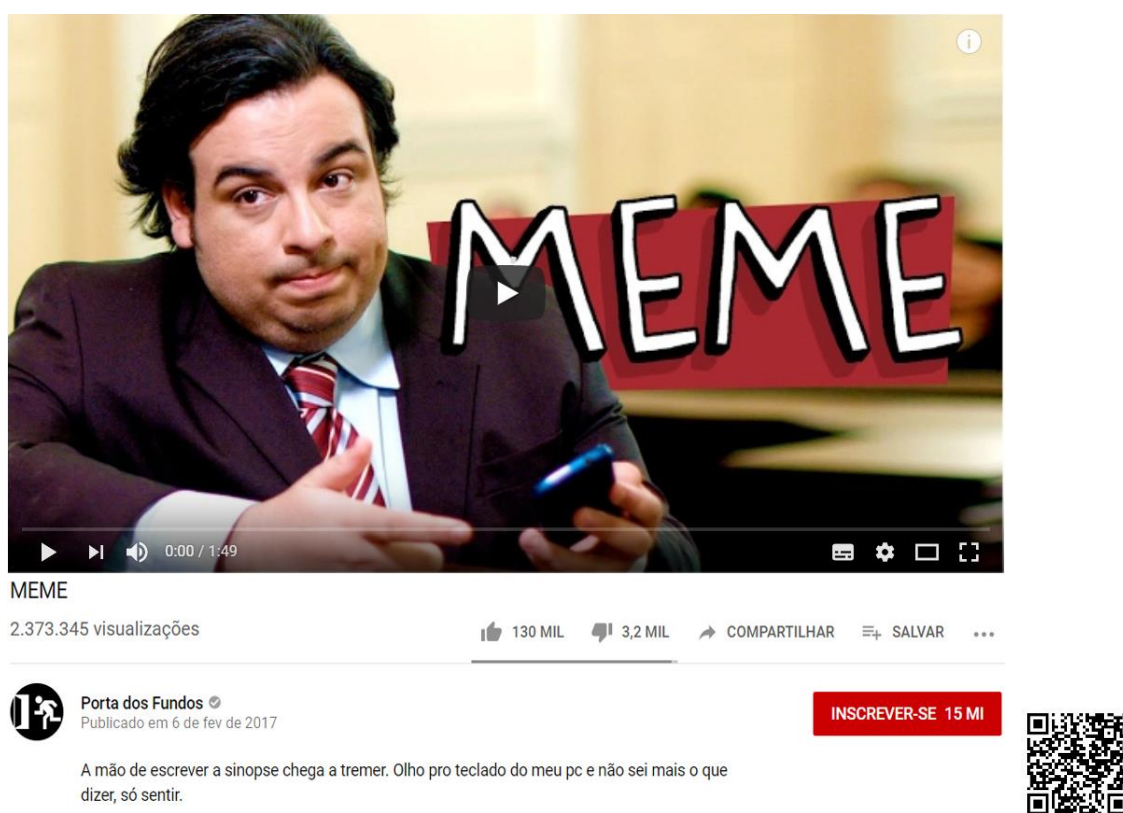 MEME
0:00 / 1:49
MEME
2.373.345 visualizações
130 MIL 3,2 MIL COMPARTILHAR SALVAR
Porta dos Fundos
Publicado em 6 de fev de 2017
INSCREVER-SE 15 MI
A mão de escrever a sinopse chega a tremer. Olho pro teclado do meu pc e não sei mais o que
dizer, só sentir.